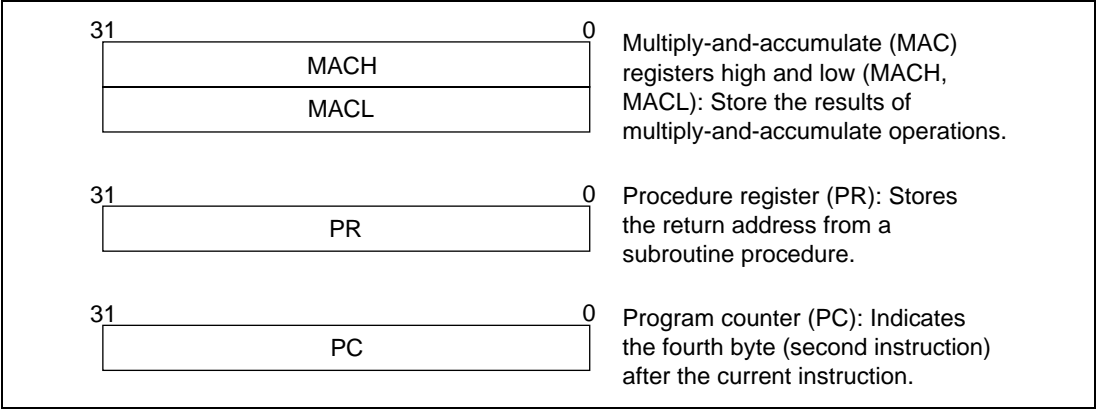 31 0
MACH
MACL
Multiply-and-accumulate (MAC)
registers high and low (MACH,
MACL): Store the results of
multiply-and-accumulate operations.
31 0
PR
Procedure register (PR): Stores
the return address from a
subroutine procedure.
31 0
PC
Program counter (PC): Indicates
the fourth byte (second instruction)
after the current instruction.